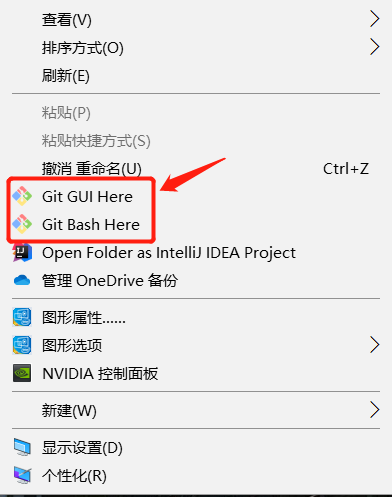 查看(V)
排序方式(O)
刷新(E)
粘贴(P)
粘贴快捷方式(S)
撤消 重命名(U) Ctrl+Z
Git GUI Here
Git Bash Here
Open Folder as IntelliJ IDEA Project
管理 OneDrive 备份
图形属性......
图形选项
NVIDIA 控制面板
新建(W)
显示设置(D)
个性化(R)